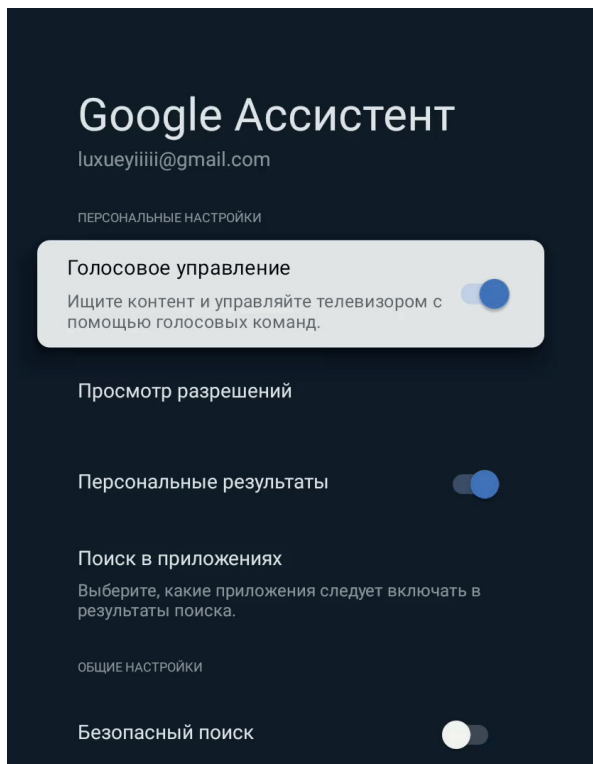 Google Ассистент
luxueyiiiii@gmail.com
ПЕРСОНАЛЬНЫЕ НАСТРОЙКИ
Голосовое управление
Ищите контент и управляйте телевизором с
помощью голосовых команд.
Просмотр разрешений
Персональные результаты
Поиск в приложениях
Выберите, какие приложения следует включать в
результаты поиска.
ОБЩИЕ НАСТРОЙКИ
Безопасный поиск